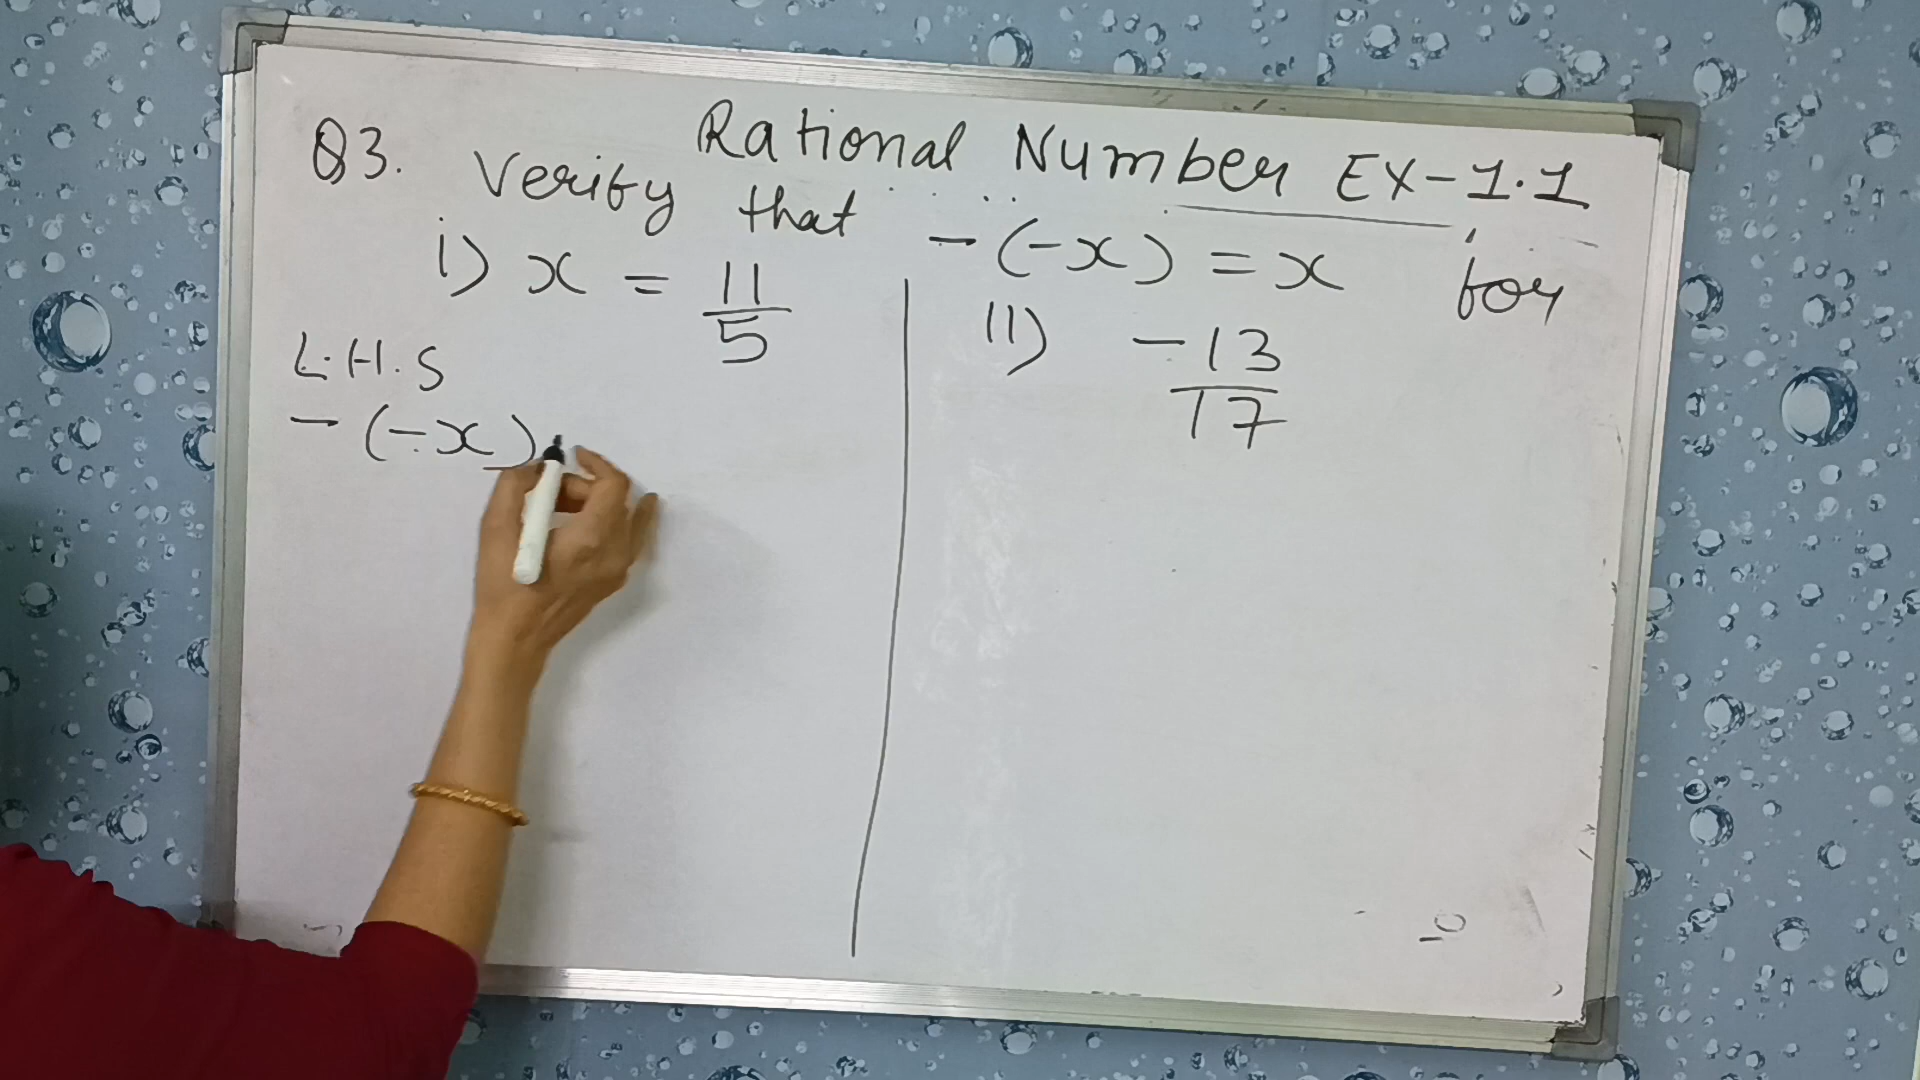 Rational Number EX-1.1
Q3. Verify that -(-x) = x for
i) x = 11/5
II) -13/17
L.H.S
-(-x)